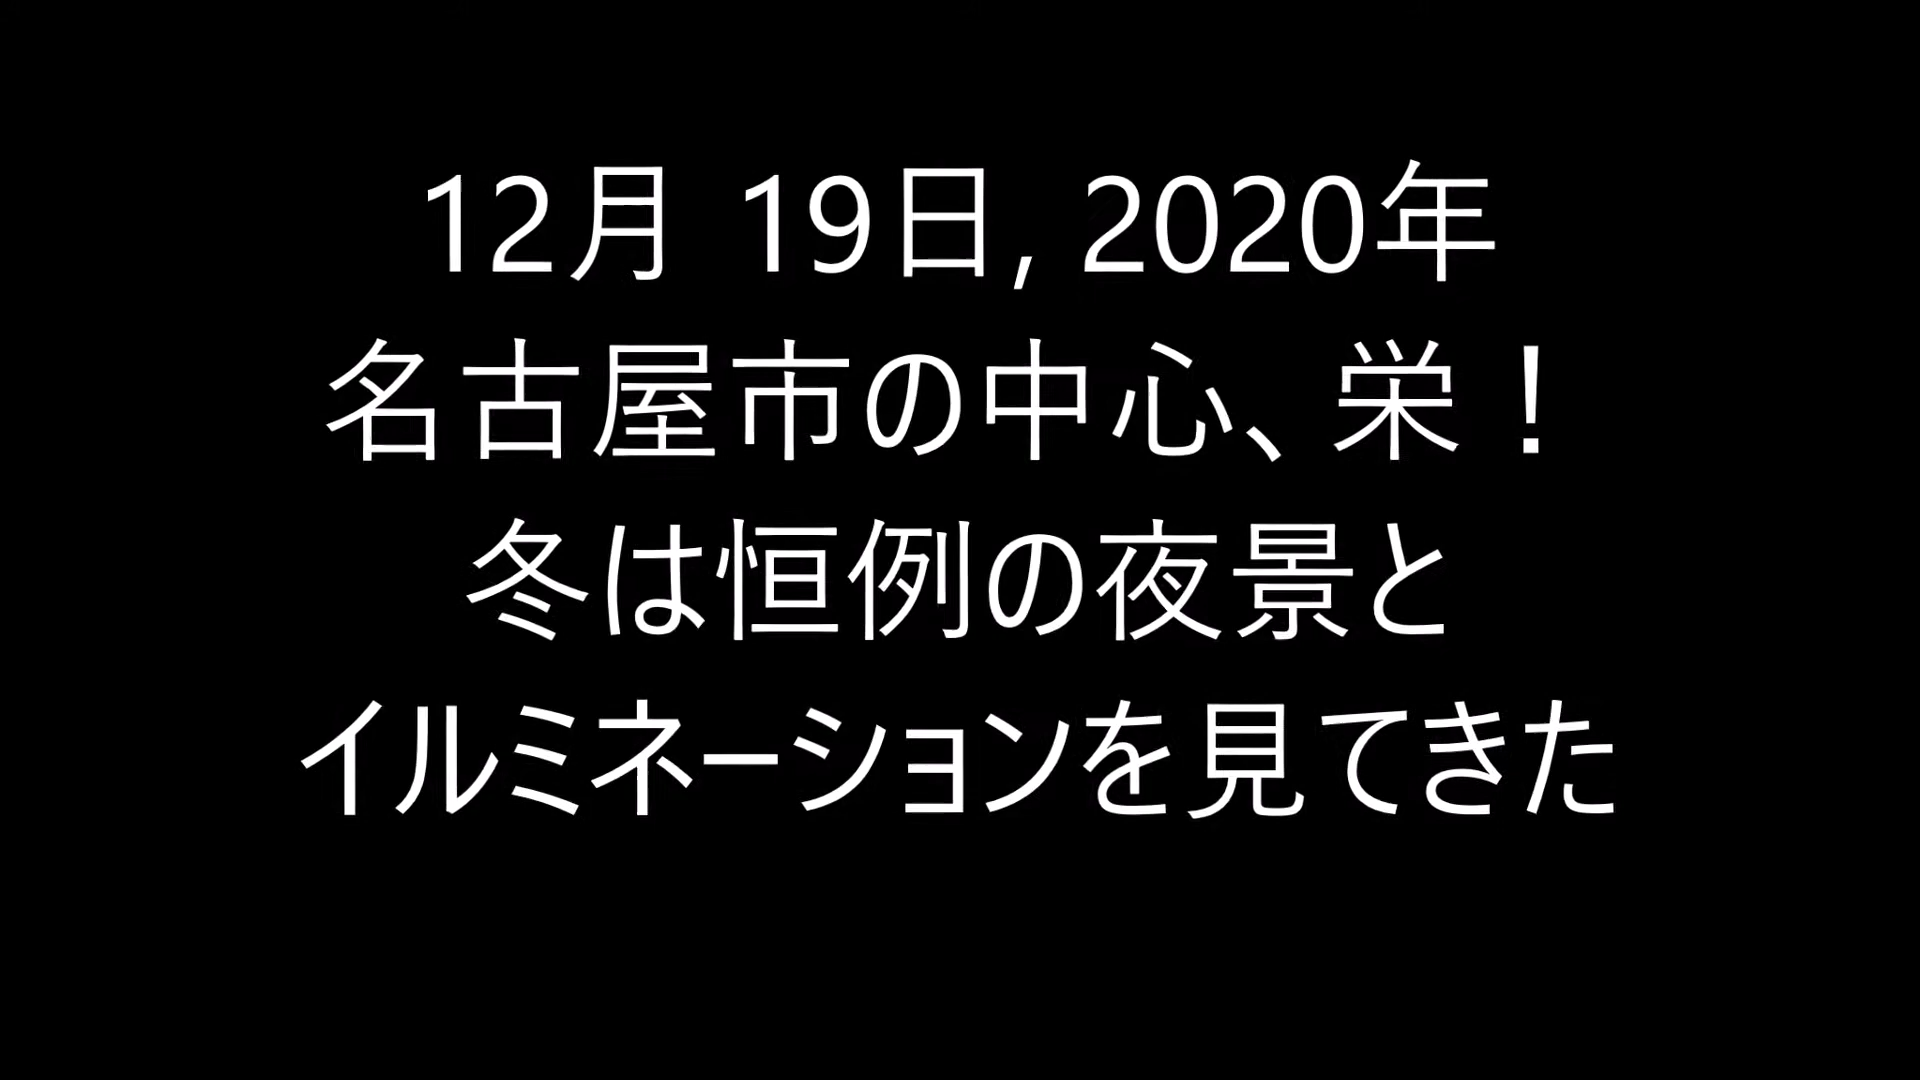 12月 19日, 2020年
名古屋市の中心、栄！
冬は恒例の夜景と
イルミネーションを見てきた